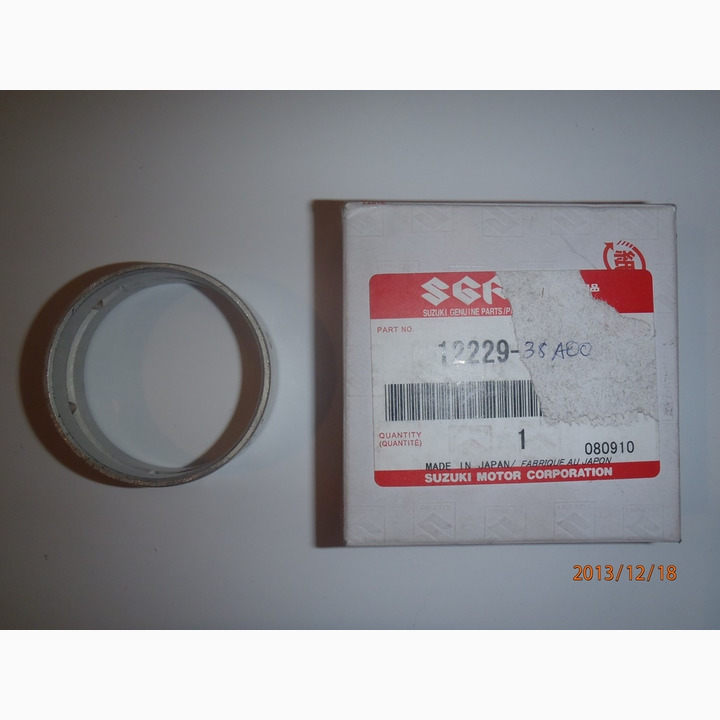 SGP
SUZUKI GENUINE PARTS/PA
PART NO.
12229-38A00
QUANTITY
(QUANTITÉ)
1
080910
MADE IN JAPAN/ FABRIQUE AU JAPON
SUZUKI MOTOR CORPORATION
2013/12/18